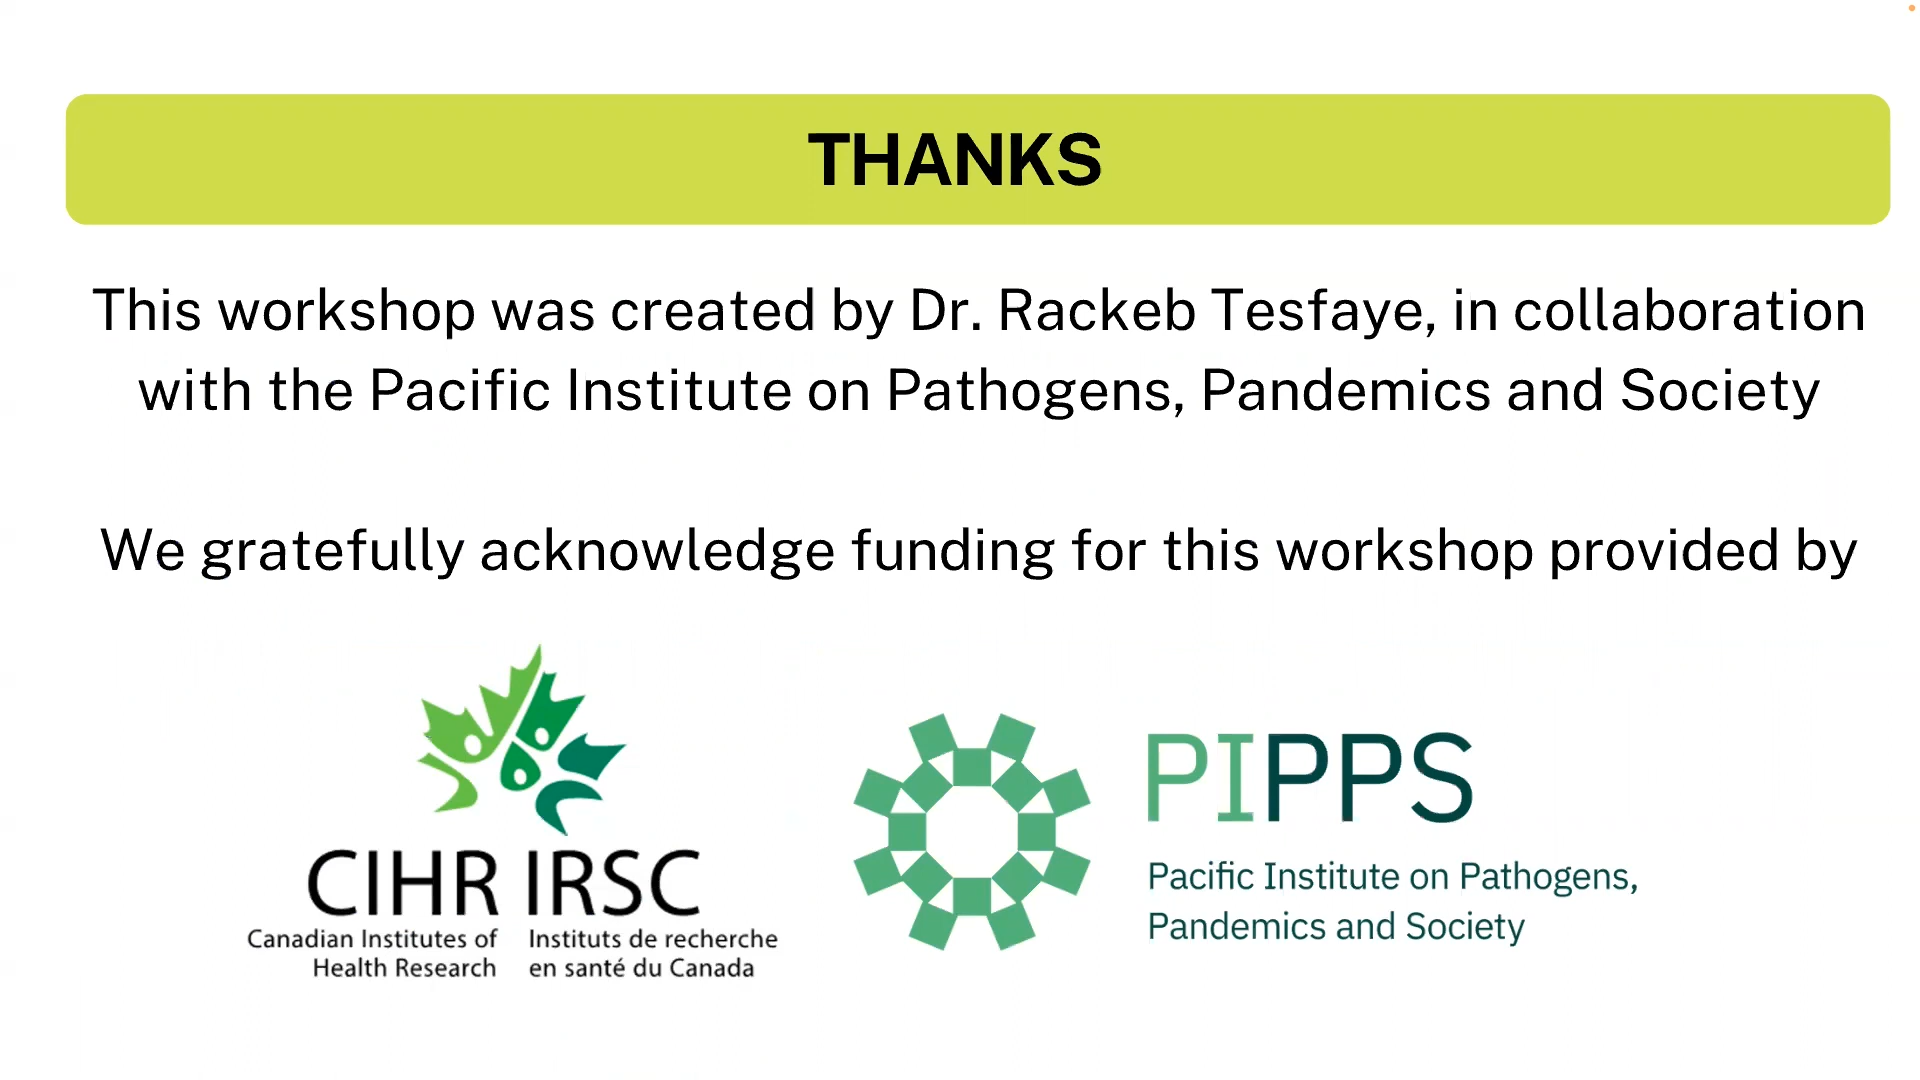 THANKS
This workshop was created by Dr. Rackeb Tesfaye, in collaboration
with the Pacific Institute on Pathogens, Pandemics and Society
We gratefully acknowledge funding for this workshop provided by
CIHR IRSC
Canadian Institutes of
Health Research
Instituts de recherche
en santé du Canada
PIPPS
Pacific Institute on Pathogens,
Pandemics and Society